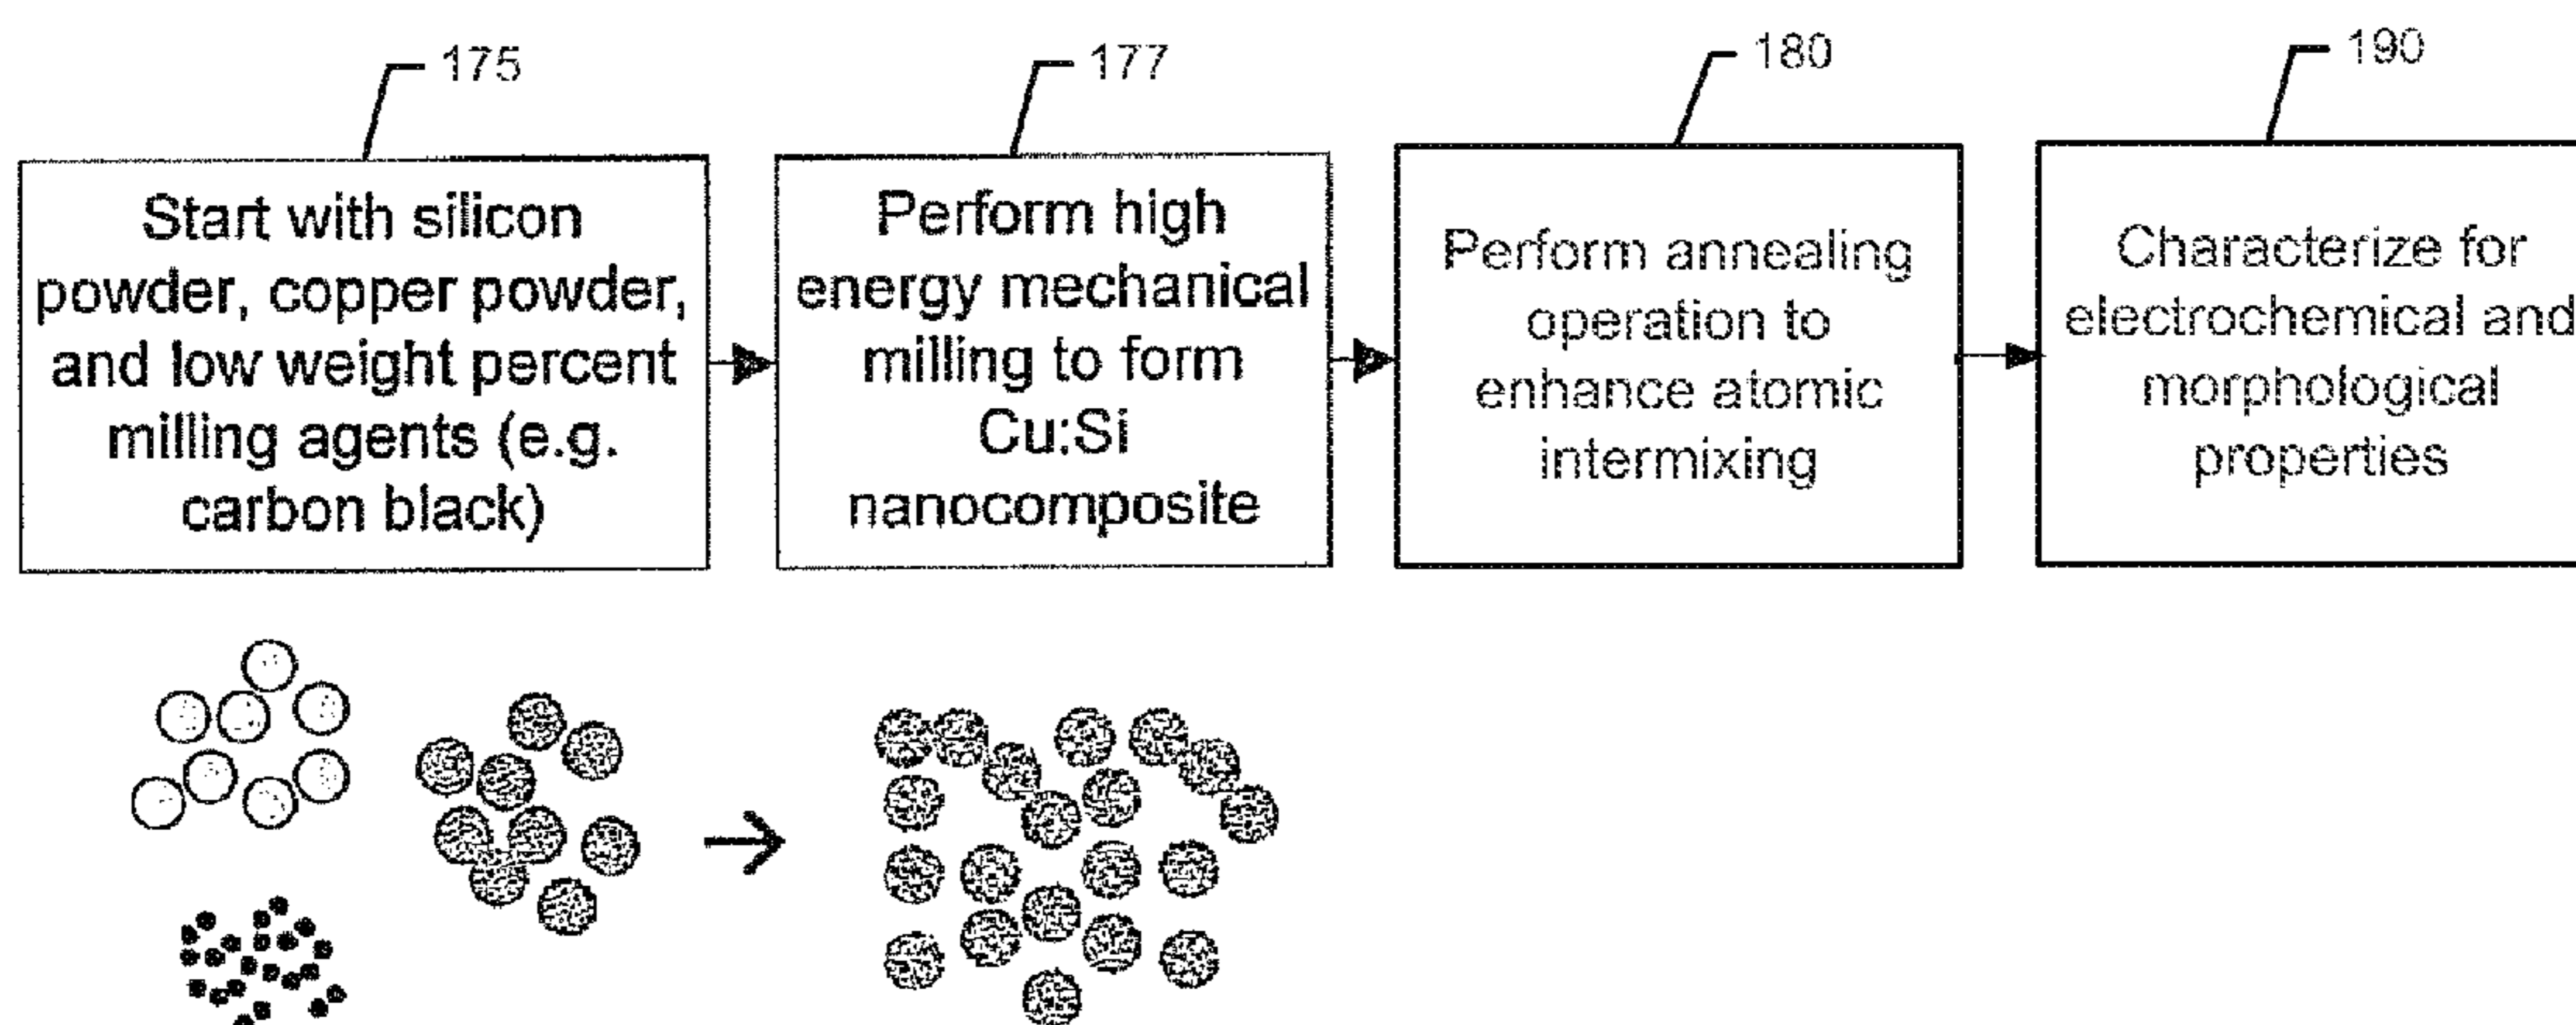 175
177
180
190
Start with silicon
powder, copper powder,
and low weight percent
milling agents (e.g.
carbon black)
Perform high
energy mechanical
milling to form
Cu:Si
nanocomposite
Perform annealing
operation to
enhance atomic
intermixing
Characterize for
electrochemical and
morphological
properties